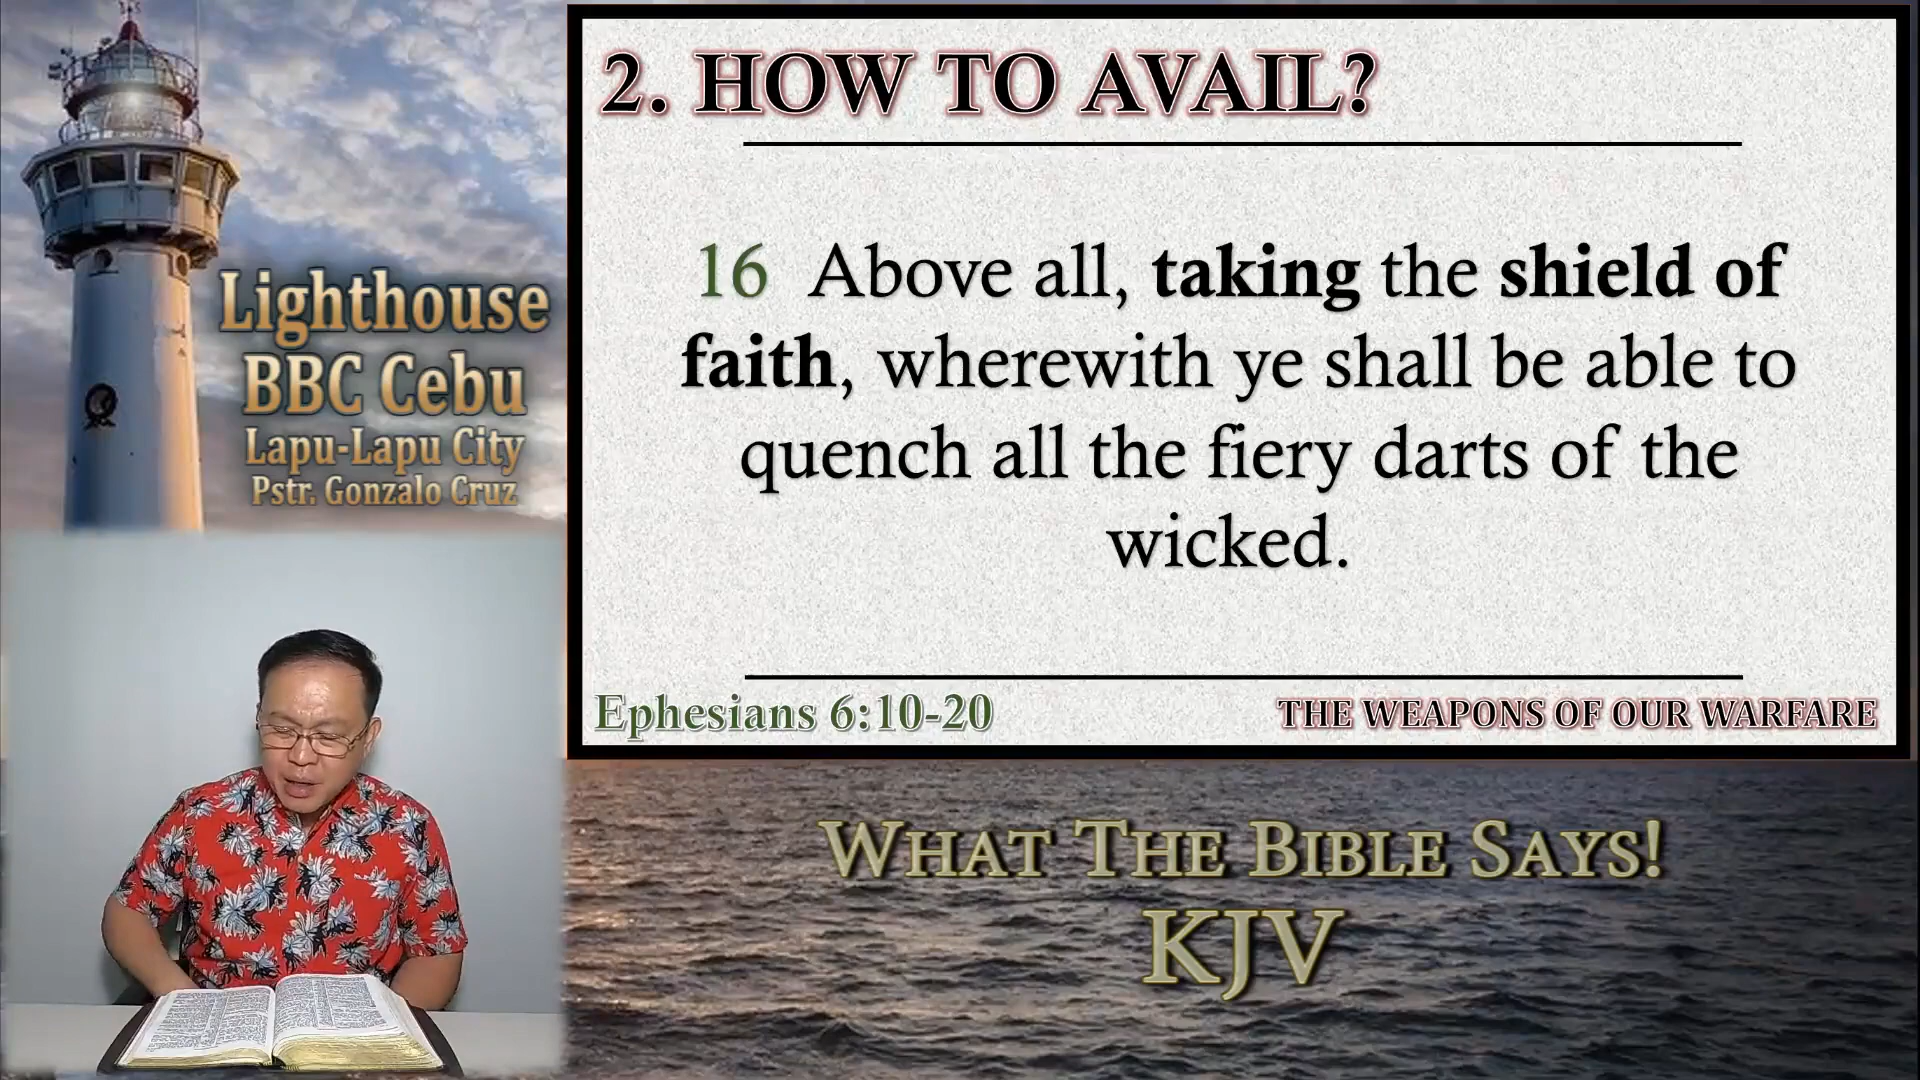 Lighthouse
BBC Cebu
Lapu-Lapu City
Pstr. Gonzalo Cruz
2. HOW TO AVAIL?
16 Above all, taking the shield of
faith, wherewith ye shall be able to
quench all the fiery darts of the
wicked.
Ephesians 6:10-20
THE WEAPONS OF OUR WARFARE
WHAT THE BIBLE SAYS!
KJV